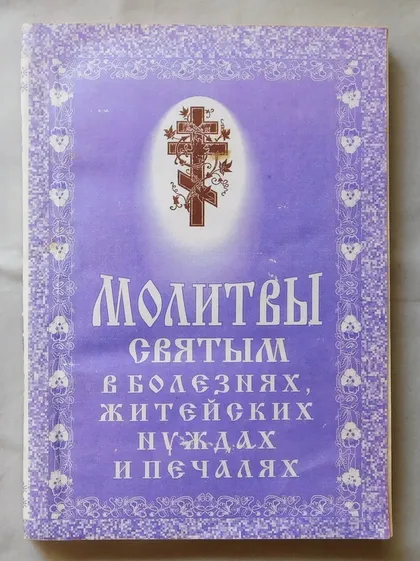 МОЛИТВЫ
СВЯТЫМ
В БОЛЕЗНЯХ,
ЖИТЕЙСКИХ
НУЖДАХ
И ПЕЧАЛЯХ